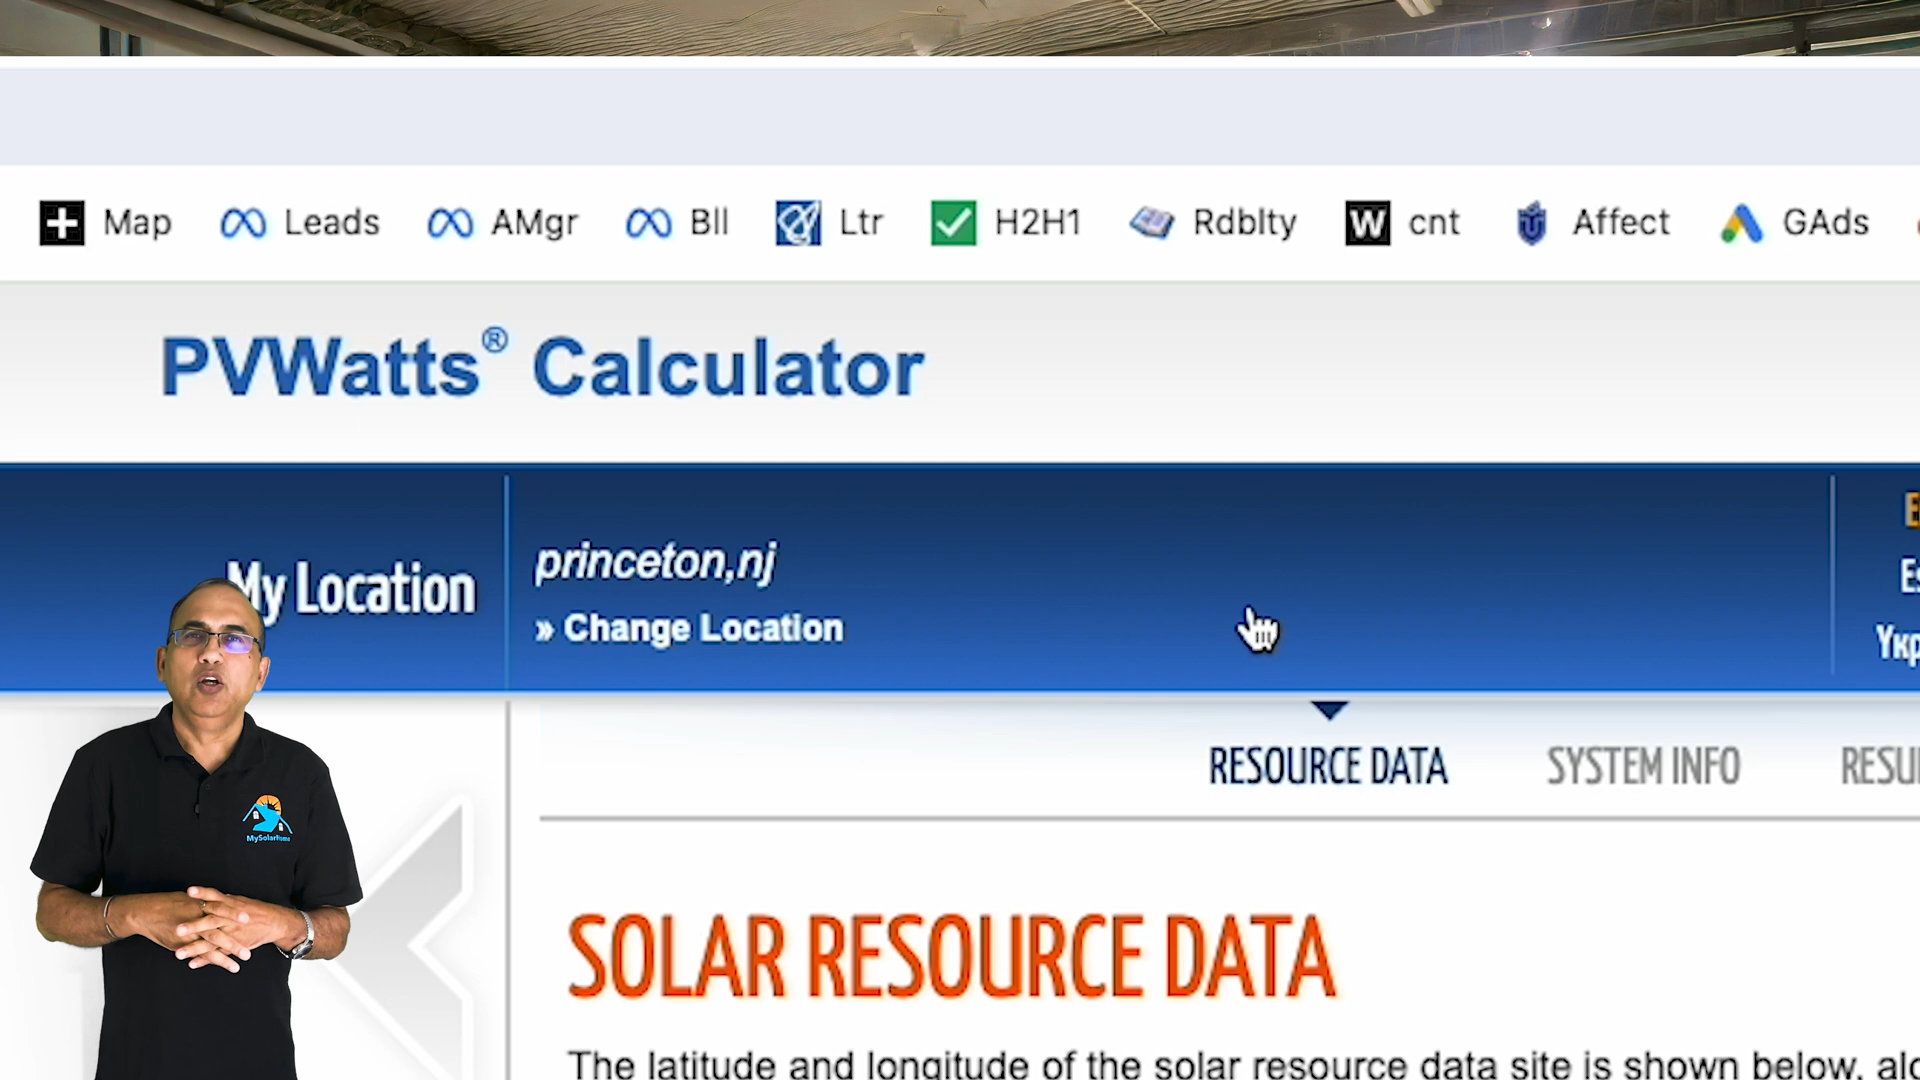 Map Leads AMgr Bll Ltr H2H1 Rdblty cnt Affect GAds
PVWatts® Calculator
My Location
princeton,nj
» Change Location
RESOURCE DATA SYSTEM INFO
SOLAR RESOURCE DATA
The latitude and longitude of the solar resource data site is shown below,
MySolarHome